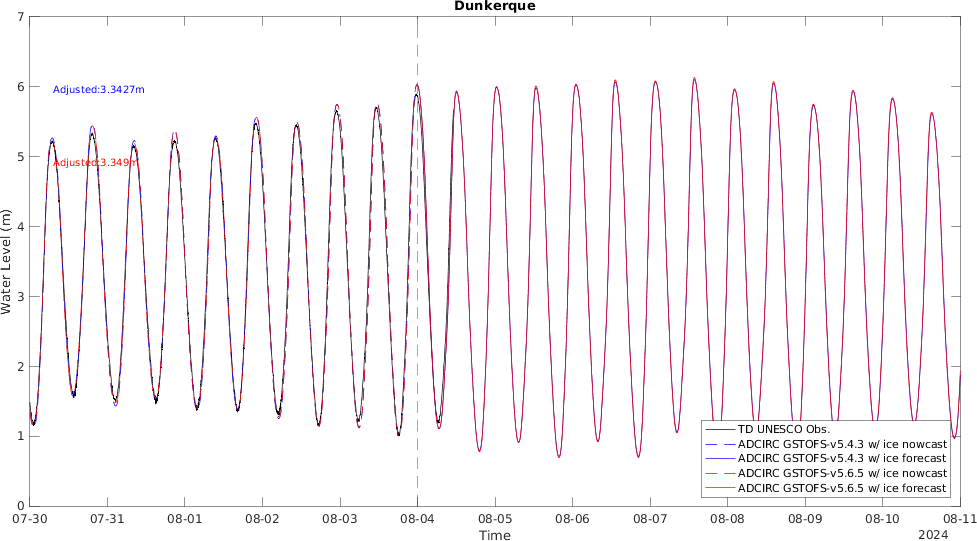 Dunkerque
7
6
5
4
3
2
1
0
Water Level (m)
Adjusted:3.3427m
Adjusted:3.349m
TD UNESCO Obs.
ADCIRC GSTOFS-v5.4.3 w/ ice nowcast
ADCIRC GSTOFS-v5.4.3 w/ ice forecast
ADCIRC GSTOFS-v5.6.5 w/ ice nowcast
ADCIRC GSTOFS-v5.6.5 w/ ice forecast
07-30 07-31 08-01 08-02 08-03 08-04 08-05 08-06 08-07 08-08 08-09 08-10 08-11
Time
2024